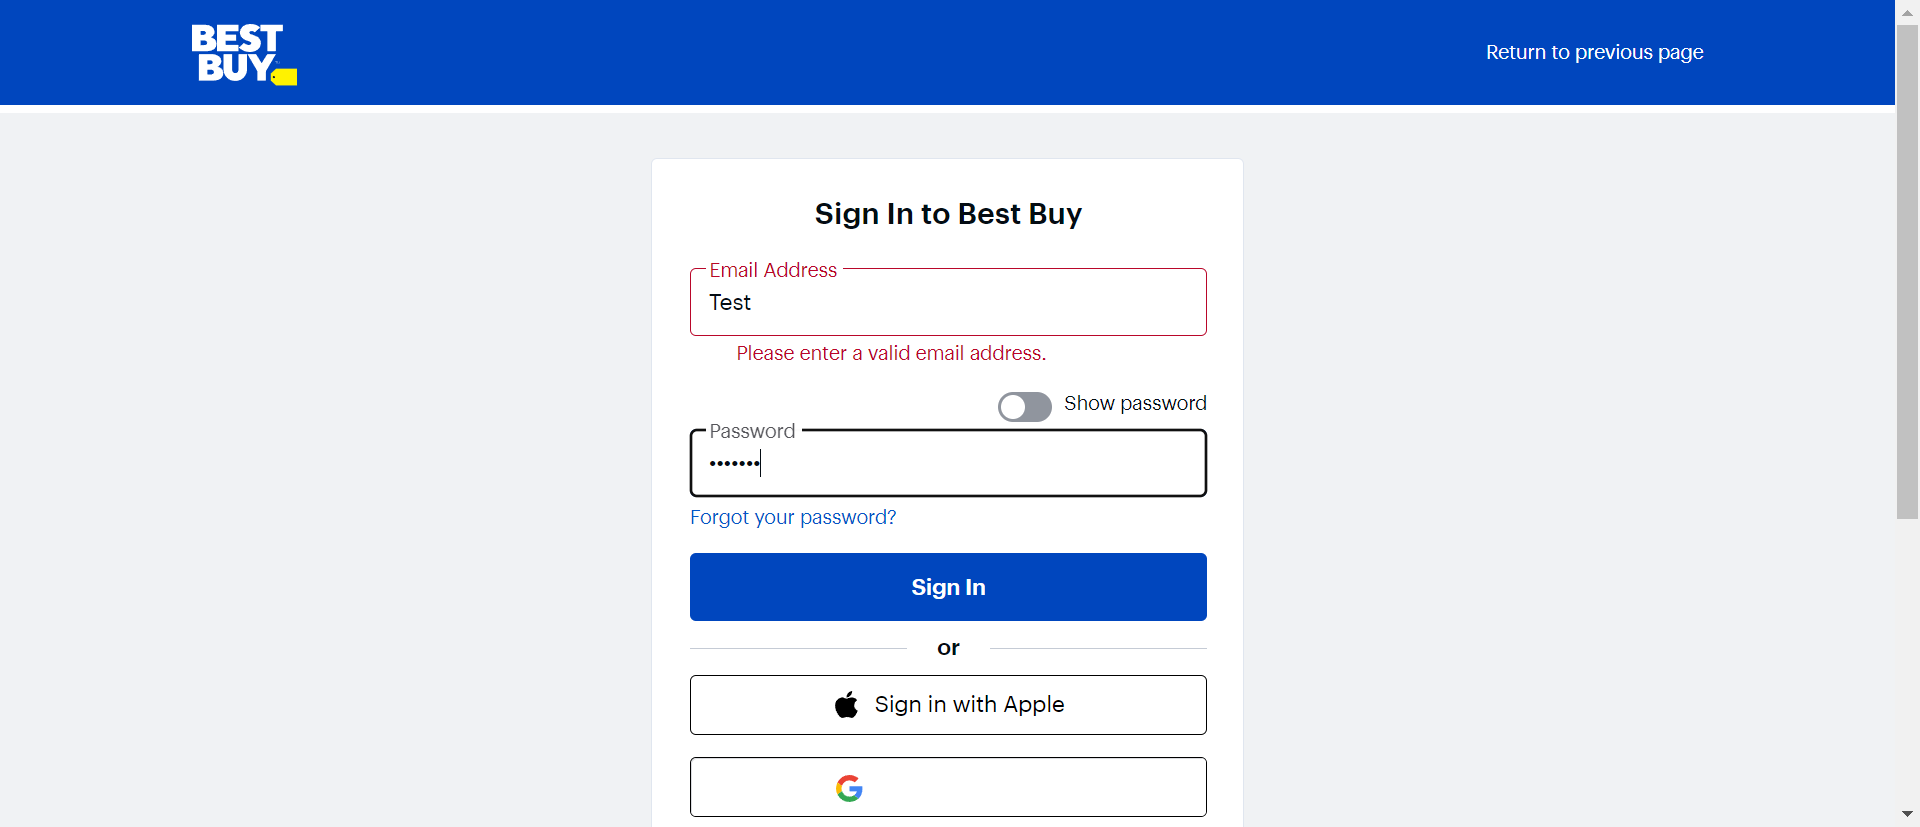 BEST
BUY
Return to previous page
Sign In to Best Buy
Email Address
Test
Please enter a valid email address.
Show password
Password
•••••••
Forgot your password?
Sign In
or
Sign in with Apple